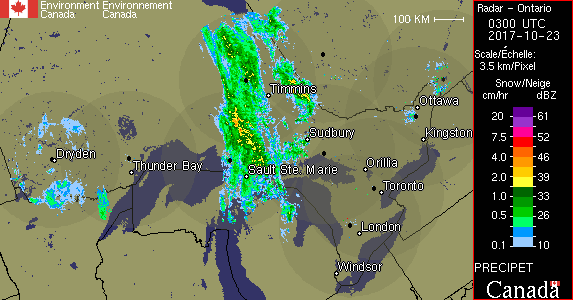 Environment Environnement
Canada Canada
100 KM
Radar - Ontario
0300 UTC
2017-10-23
Scale/Échelle:
3.5 km/Pixel
Snow/Neige
cm/hr dBZ
20 61
7.5 52
4.0 46
2.0 39
1.0 33
0.5 26
0.1 10
PRECIPET
Canada
Timmins
Ottawa
Sudbury
Kingston
Dryden
Thunder Bay
Sault Ste. Marie
Orillia
Toronto
London
Windsor